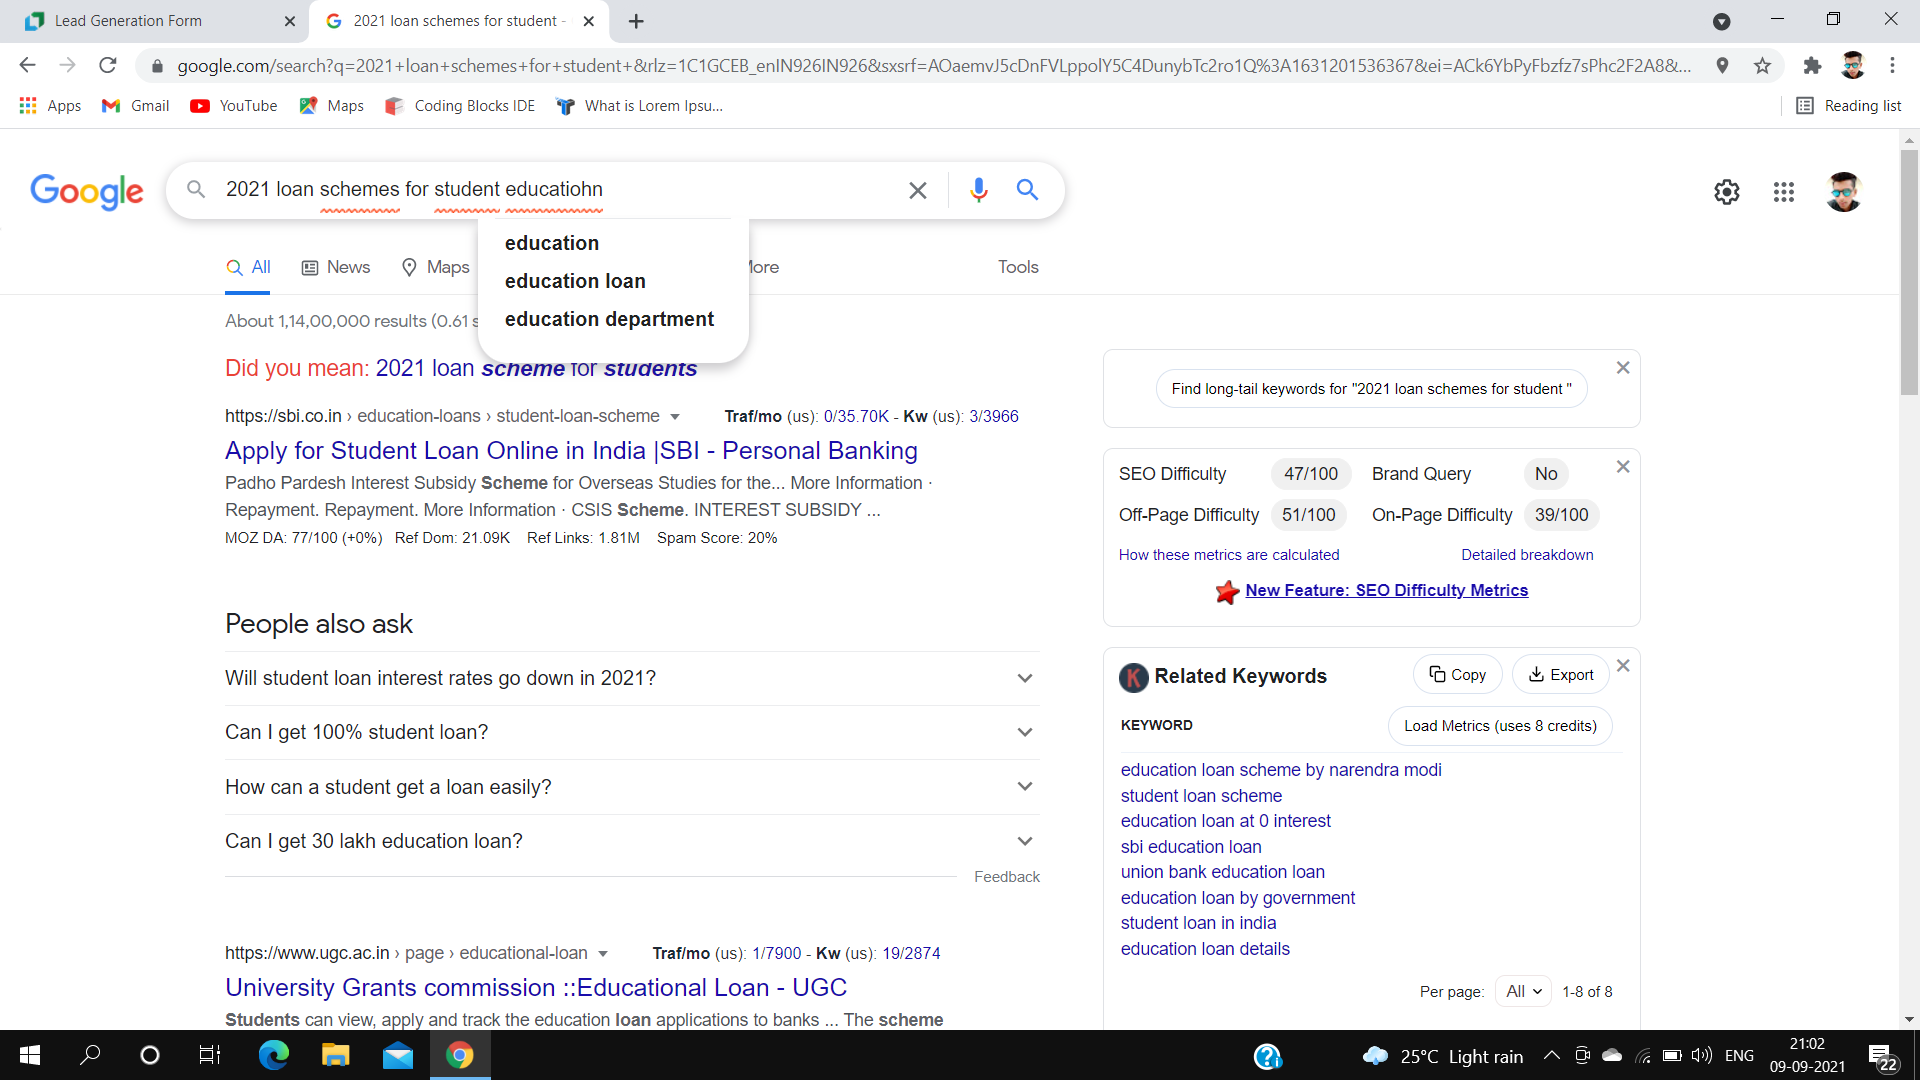 Lead Generation Form
2021 loan schemes for student -
google.com/search?q=2021+loan+schemes+for+student+&rlz=1C1GCEB_enIN926IN926&sxsrf=AOaemvJ5cDnFVLppolY5C4DunybTc2ro1Q%3A1631201536367&ei=ACk6YbPyFbzfz7sPhc2F2A8&...
Apps Gmail YouTube Maps Coding Blocks IDE What is Lorem Ipsu... Reading list
Google
2021 loan schemes for student educatiohn
education
education loan
education department
All News Maps More Tools
About 1,14,00,000 results (0.61 s
Did you mean: 2021 loan scheme for students
https://sbi.co.in › education-loans › student-loan-scheme Traf/mo (us): 0/35.70K - Kw (us): 3/3966
Apply for Student Loan Online in India |SBI - Personal Banking
Padho Pardesh Interest Subsidy Scheme for Overseas Studies for the... More Information ·
Repayment. Repayment. More Information · CSIS Scheme. INTEREST SUBSIDY ...
MOZ DA: 77/100 (+0%) Ref Dom: 21.09K Ref Links: 1.81M Spam Score: 20%
People also ask
Will student loan interest rates go down in 2021?
Can I get 100% student loan?
How can a student get a loan easily?
Can I get 30 lakh education loan?
Feedback
https://www.ugc.ac.in › page › educational-loan Traf/mo (us): 1/7900 - Kw (us): 19/2874
University Grants commission ::Educational Loan - UGC
Students can view, apply and track the education loan applications to banks ... The scheme
Find long-tail keywords for "2021 loan schemes for student "
SEO Difficulty 47/100 Brand Query No
Off-Page Difficulty 51/100 On-Page Difficulty 39/100
How these metrics are calculated Detailed breakdown
New Feature: SEO Difficulty Metrics
K Related Keywords Copy Export
KEYWORD Load Metrics (uses 8 credits)
education loan scheme by narendra modi
student loan scheme
education loan at 0 interest
sbi education loan
union bank education loan
education loan by government
student loan in india
education loan details
Per page: All 1-8 of 8
25°C Light rain ENG 21:02
09-09-2021
22